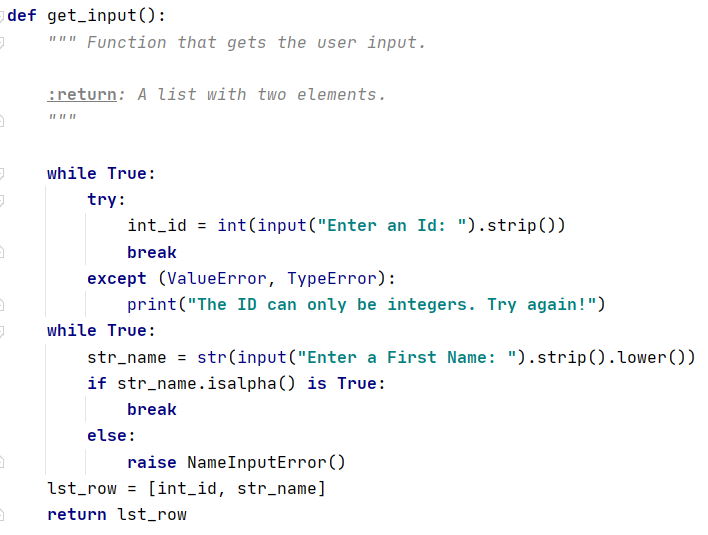 def get_input():
    """ Function that gets the user input.

    :return: A list with two elements.
    """

    while True:
        try:
            int_id = int(input("Enter an Id: ").strip())
            break
        except (ValueError, TypeError):
            print("The ID can only be integers. Try again!")
    while True:
        str_name = str(input("Enter a First Name: ").strip().lower())
        if str_name.isalpha() is True:
            break
        else:
            raise NameInputError()
    lst_row = [int_id, str_name]
    return lst_row